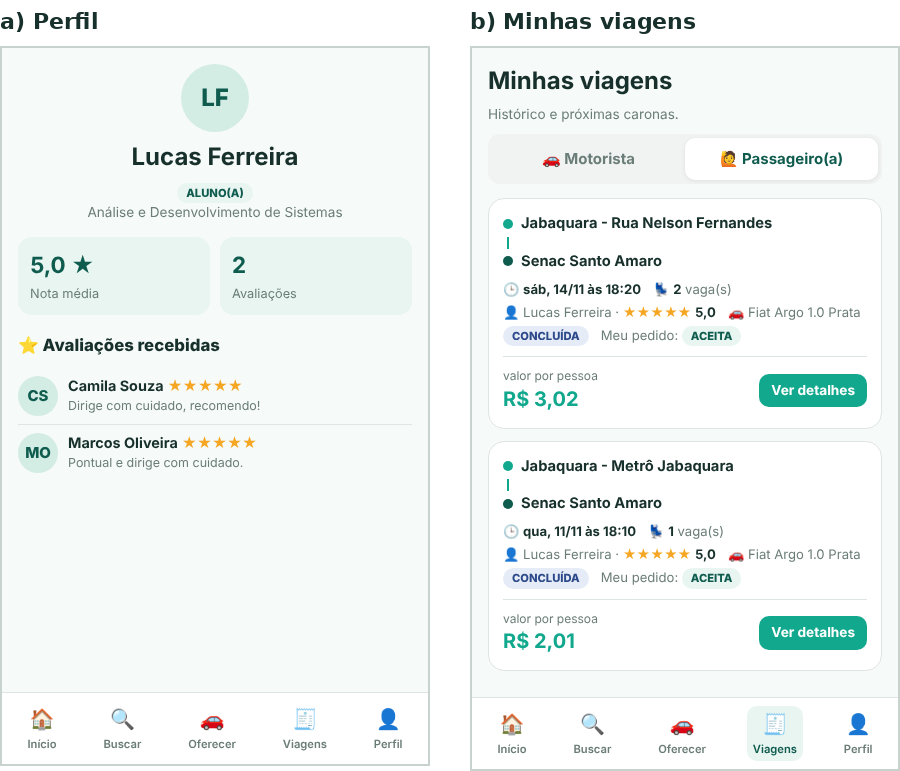 a) Perfil
LF
Lucas Ferreira
ALUNO(A)
Análise e Desenvolvimento de Sistemas
5,0 ★
Nota média
2
Avaliações
⭐ Avaliações recebidas
CS
Camila Souza ★★★★★
Dirige com cuidado, recomendo!
MO
Marcos Oliveira ★★★★★
Pontual e dirige com cuidado.
Início
Buscar
Oferecer
Viagens
Perfil
b) Minhas viagens
Minhas viagens
Histórico e próximas caronas.
🚗 Motorista
🙋 Passageiro(a)
Jabaquara - Rua Nelson Fernandes
Senac Santo Amaro
🕒 sáb, 14/11 às 18:20 💺 2 vaga(s)
👤 Lucas Ferreira · ★★★★★ 5,0 🚗 Fiat Argo 1.0 Prata
CONCLUÍDA Meu pedido: ACEITA
valor por pessoa
R$ 3,02
Ver detalhes
Jabaquara - Metrô Jabaquara
Senac Santo Amaro
🕒 qua, 11/11 às 18:10 💺 1 vaga(s)
👤 Lucas Ferreira · ★★★★★ 5,0 🚗 Fiat Argo 1.0 Prata
CONCLUÍDA Meu pedido: ACEITA
valor por pessoa
R$ 2,01
Ver detalhes
Início
Buscar
Oferecer
Viagens
Perfil